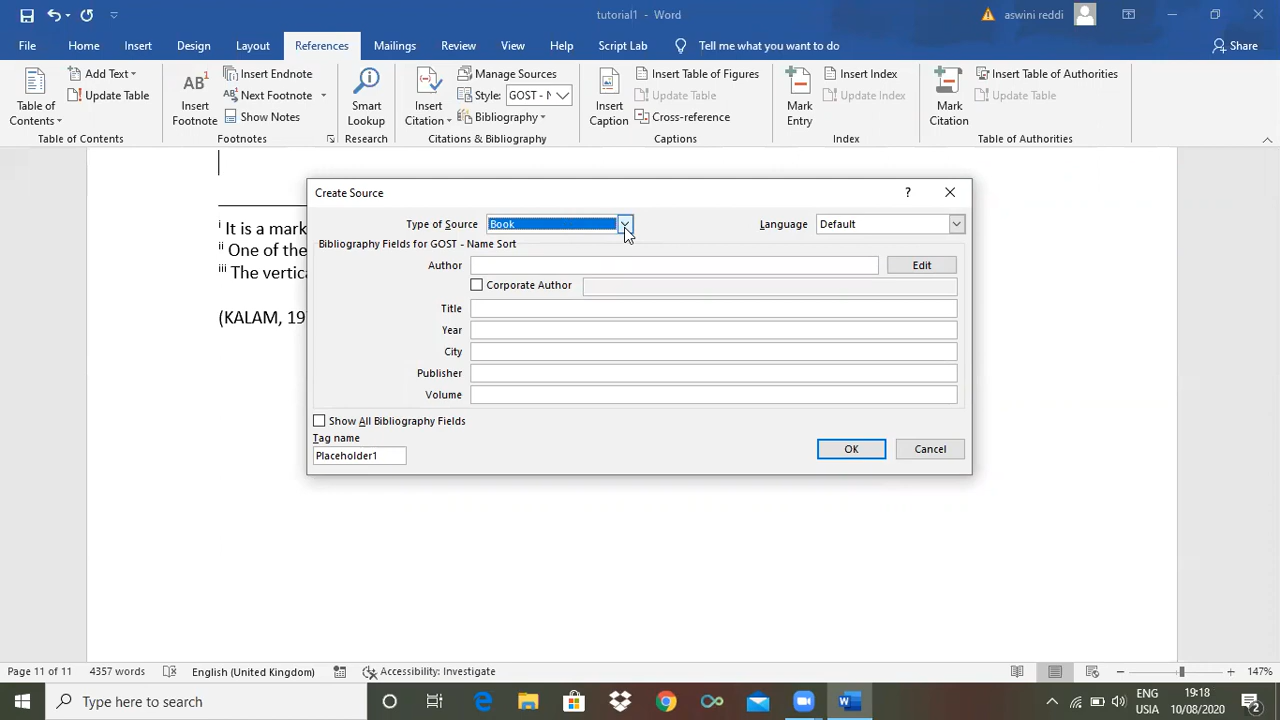 tutorial1 - Word
aswini reddi
File Home Insert Design Layout References Mailings Review View Help Script Lab Tell me what you want to do Share
Table of Contents
Add Text
Update Table
Table of Contents
AB1
Insert Footnote
Insert Endnote
Next Footnote
Show Notes
Footnotes
Smart Lookup
Research
Insert Citation
Manage Sources
Style: GOST - N
Bibliography
Citations & Bibliography
Insert Caption
Insert Table of Figures
Update Table
Cross-reference
Captions
Mark Entry
Insert Index
Update Index
Index
Mark Citation
Insert Table of Authorities
Update Table
Table of Authorities
i It is a mark
ii One of the
iii The vertica
(KALAM, 19
Create Source
?
Type of Source Book
Language Default
Bibliography Fields for GOST - Name Sort
Author Edit
Corporate Author
Title
Year
City
Publisher
Volume
Show All Bibliography Fields
Tag name
Placeholder1
OK Cancel
Page 11 of 11 4357 words English (United Kingdom) Accessibility: Investigate 147%
Type here to search
ENG USIA
19:18
10/08/2020
2